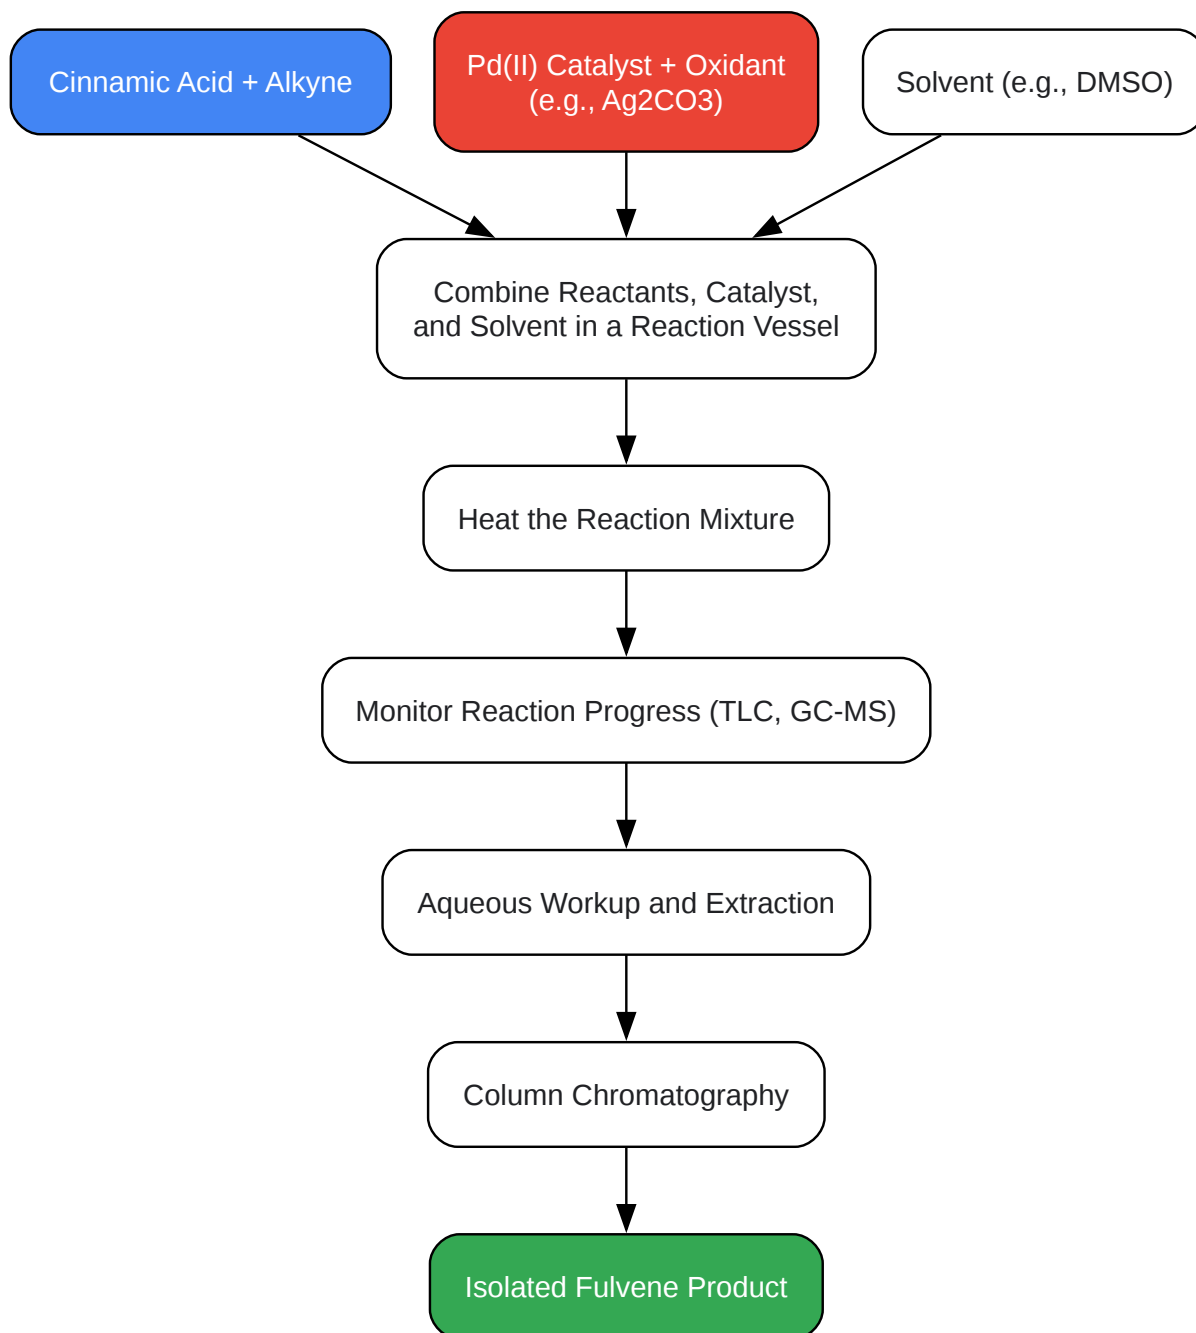 Cinnamic Acid + Alkyne
Pd(II) Catalyst + Oxidant
(e.g., Ag2CO3)
Solvent (e.g., DMSO)
Combine Reactants, Catalyst,
and Solvent in a Reaction Vessel
Heat the Reaction Mixture
Monitor Reaction Progress (TLC, GC-MS)
Aqueous Workup and Extraction
Column Chromatography
Isolated Fulvene Product